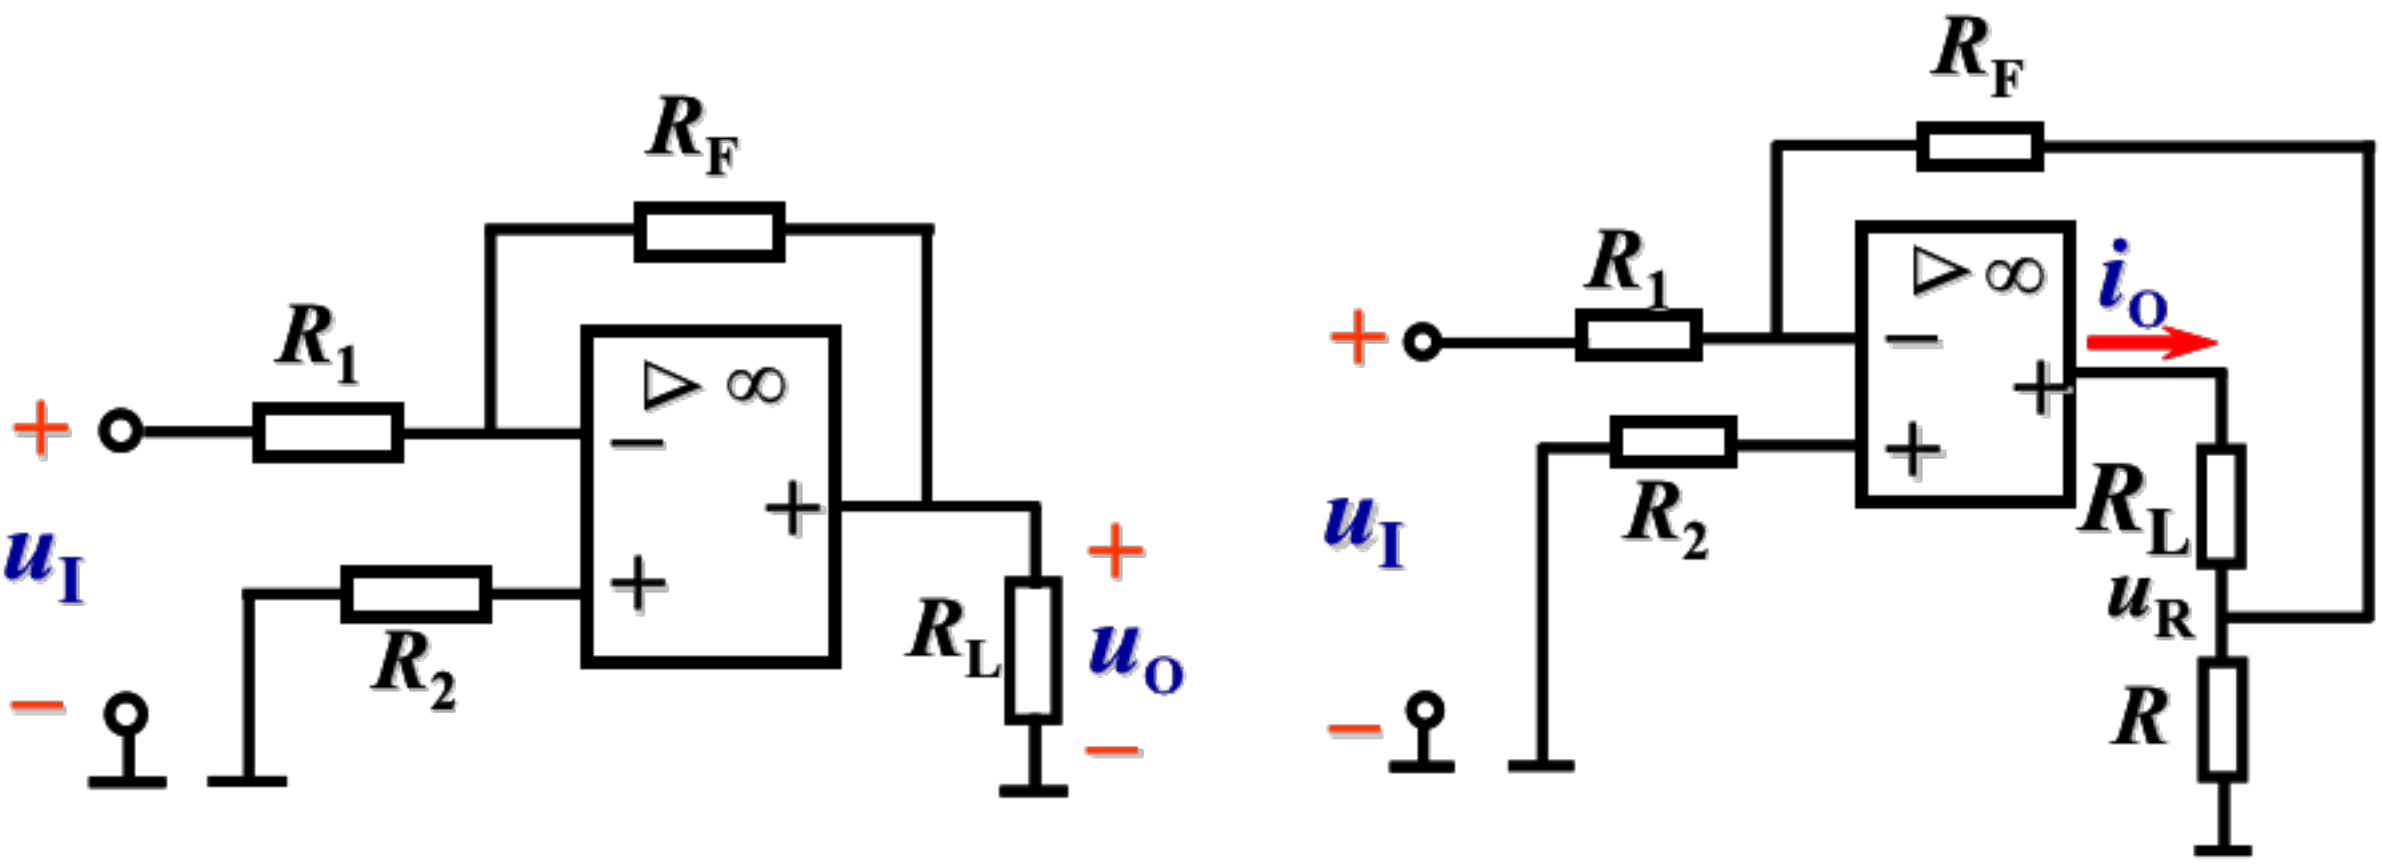 R_F
R_1
▷ ∞
+
−
+
u_I
+
R_2
R_L
+
u_O
−
−
R_F
R_1
▷ ∞
i_O
+
−
+
+
u_I
R_2
R_L
u_R
−
R